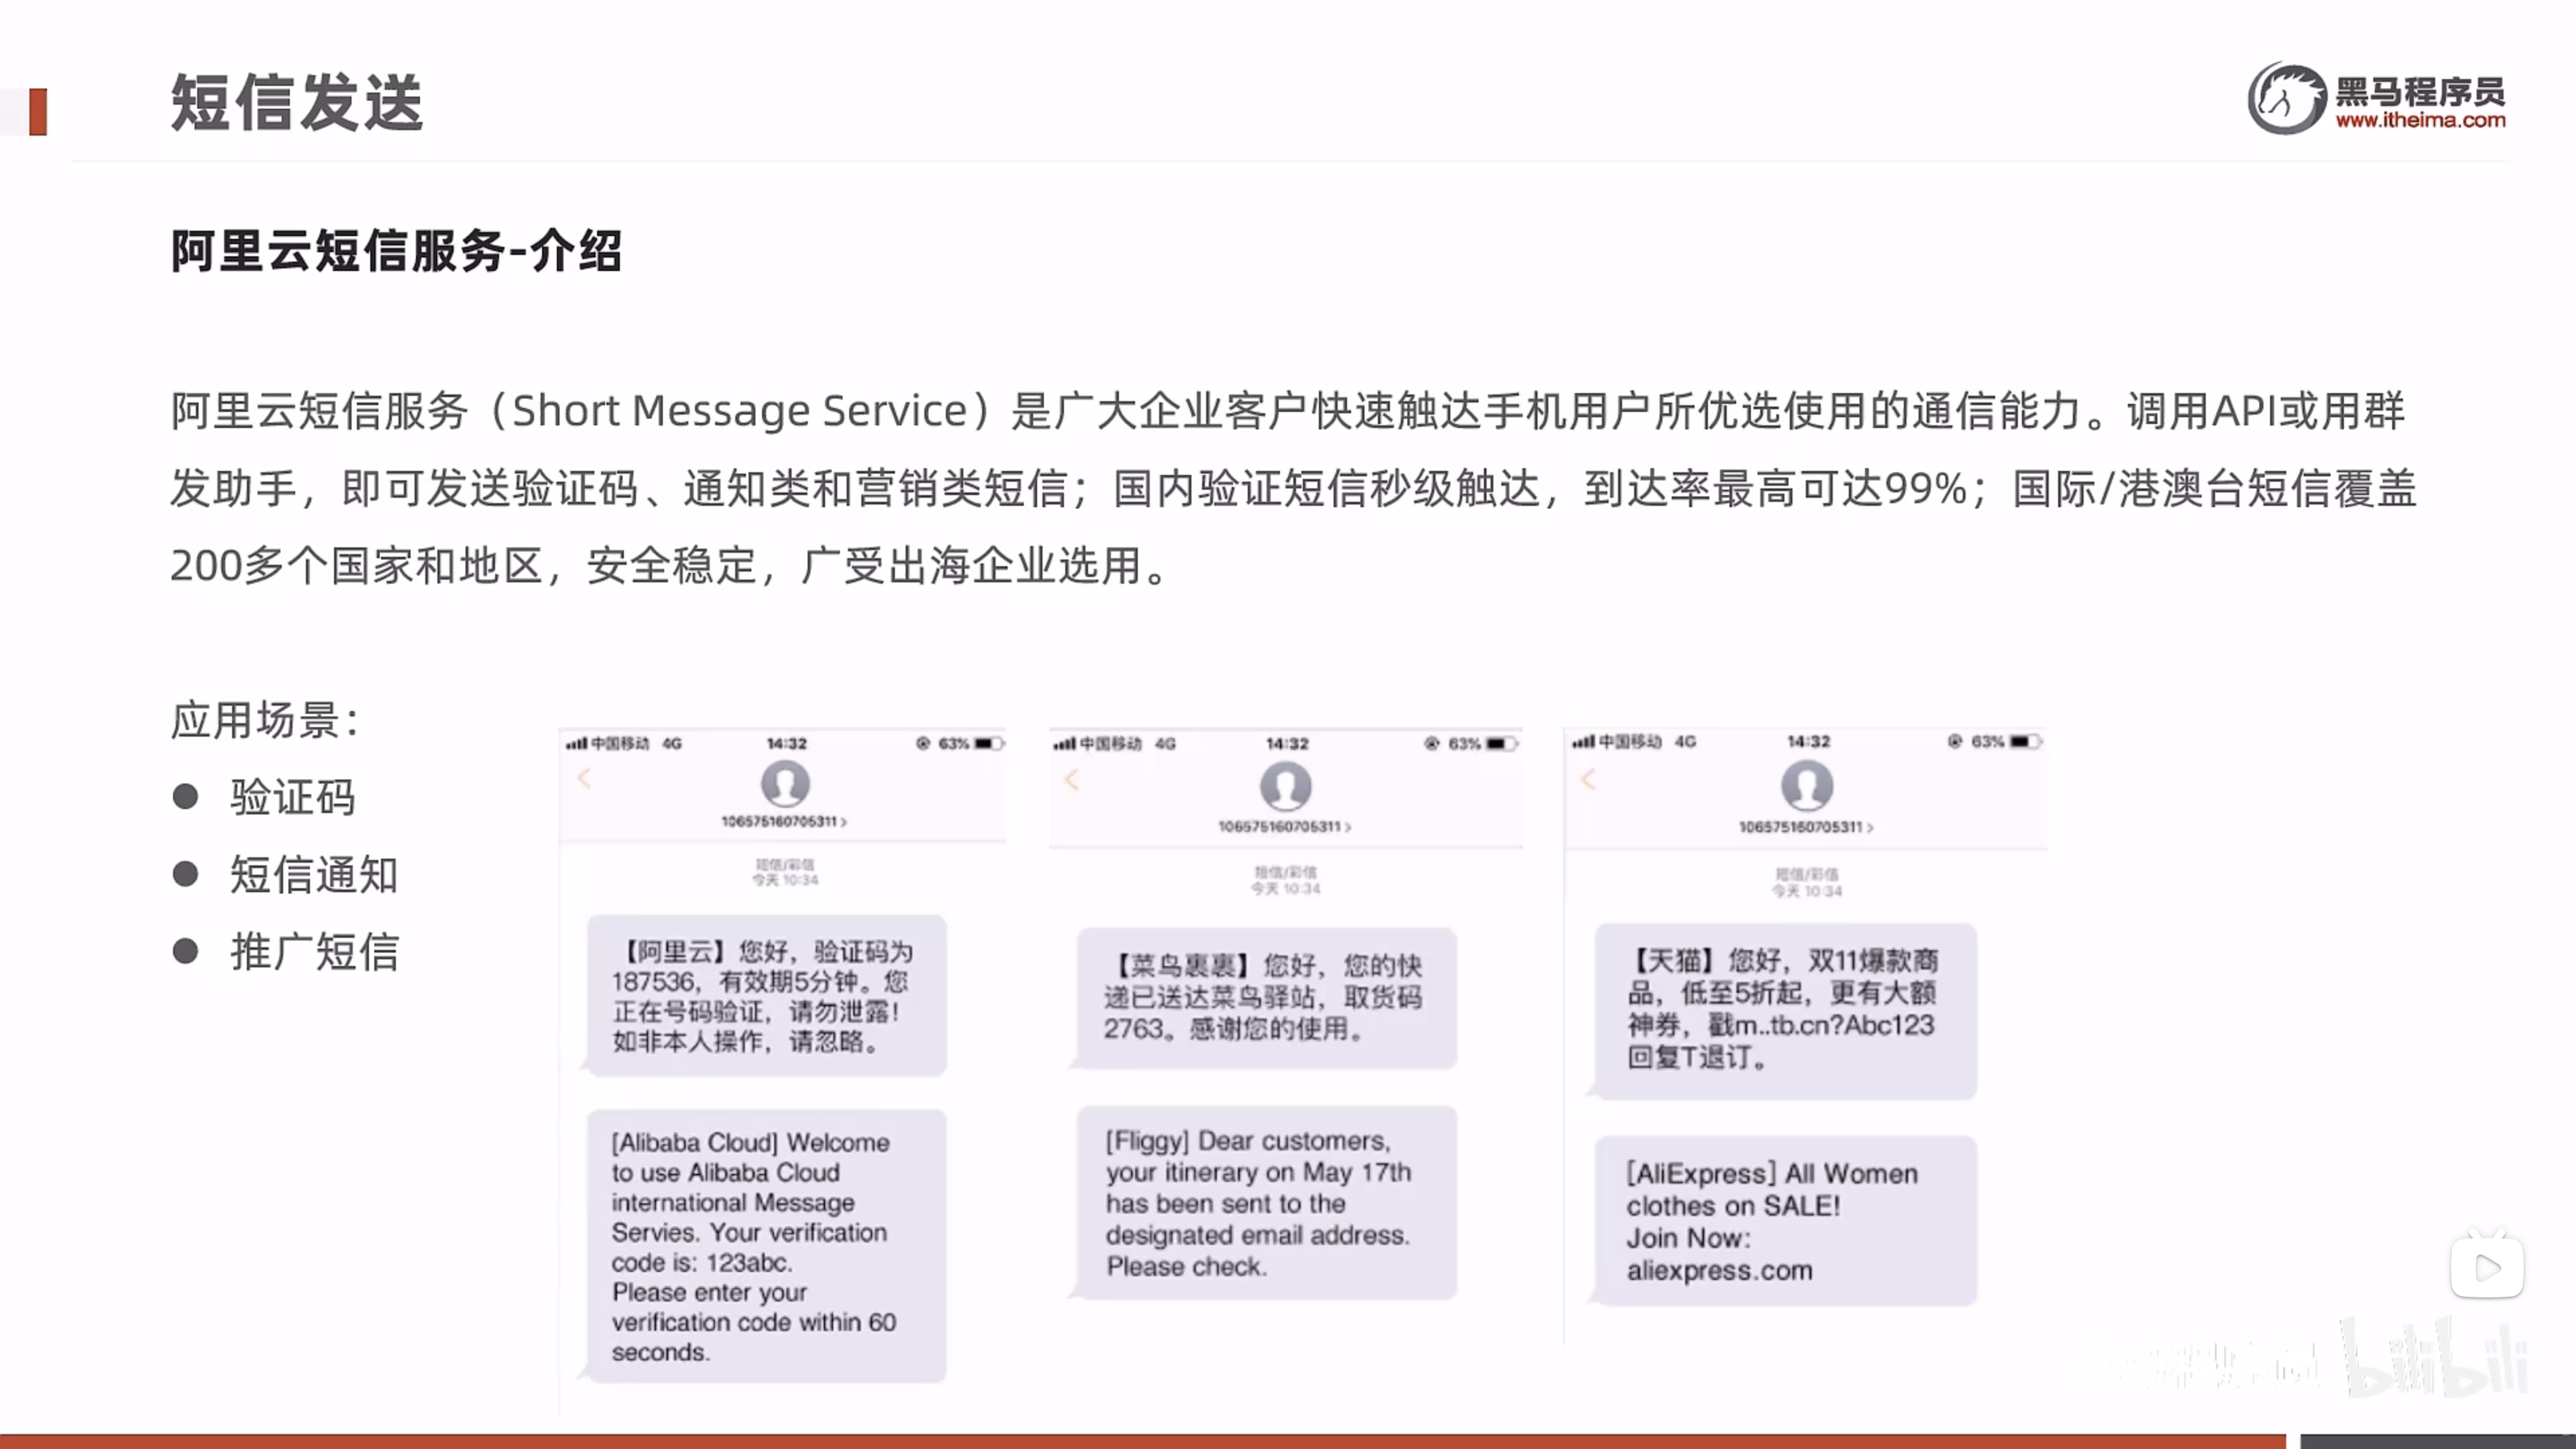 短信发送
黑马程序员
www.itheima.com
阿里云短信服务-介绍
阿里云短信服务（Short Message Service）是广大企业客户快速触达手机用户所优选使用的通信能力。调用API或用群
发助手，即可发送验证码、通知类和营销类短信；国内验证短信秒级触达，到达率最高可达99%；国际/港澳台短信覆盖
200多个国家和地区，安全稳定，广受出海企业选用。
应用场景：
● 验证码
● 短信通知
● 推广短信
中国移动 4G 14:32 63%
106575160705311 >
短信/彩信
今天 10:34
【阿里云】您好，验证码为
187536，有效期5分钟。您
正在号码验证，请勿泄露！
如非本人操作，请忽略。
[Alibaba Cloud] Welcome
to use Alibaba Cloud
international Message
Servies. Your verification
code is: 123abc.
Please enter your
verification code within 60
seconds.
中国移动 4G 14:32 63%
106575160705311 >
短信/彩信
今天 10:34
【菜鸟裹裹】您好，您的快
递已送达菜鸟驿站，取货码
2763。感谢您的使用。
[Fliggy] Dear customers,
your itinerary on May 17th
has been sent to the
designated email address.
Please check.
中国移动 4G 14:32 63%
106575160705311 >
短信/彩信
今天 10:34
【天猫】您好，双11爆款商
品，低至5折起，更有大额
神券，戳m..tb.cn?Abc123
回复T退订。
[AliExpress] All Women
clothes on SALE!
Join Now:
aliexpress.com
bilibili